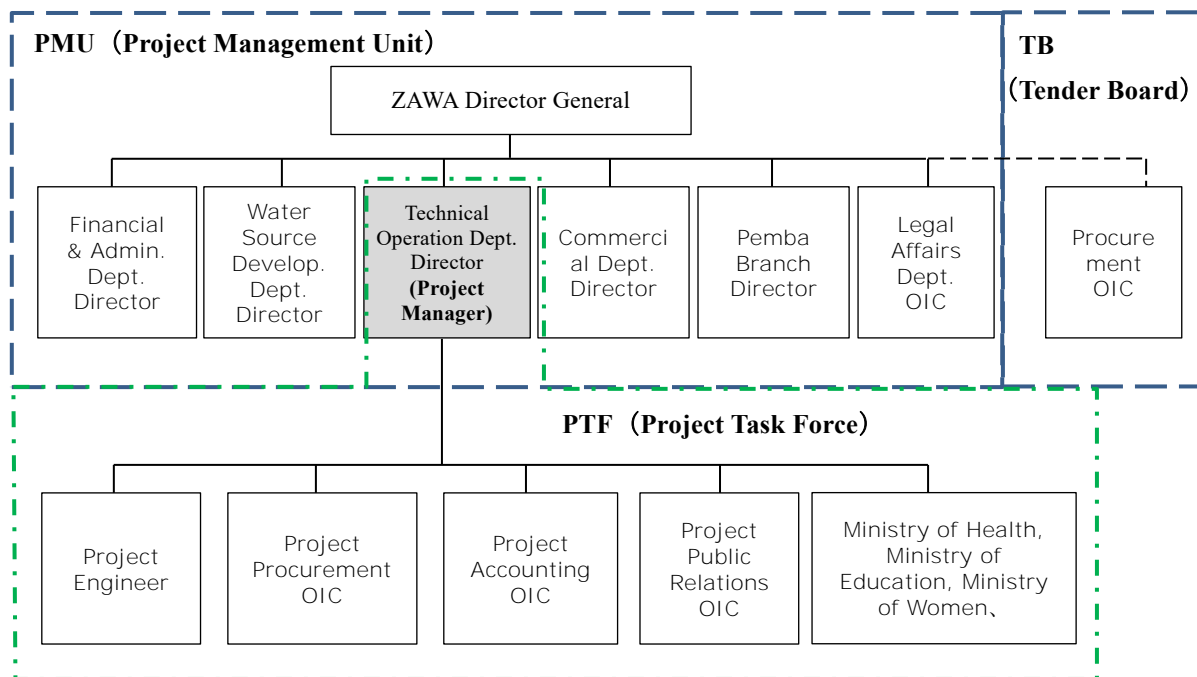 PMU（Project Management Unit）
TB
（Tender Board）
ZAWA Director General
Financial
& Admin.
Dept.
Director
Water
Source
Develop.
Dept.
Director
Technical
Operation Dept.
Director
(Project
Manager)
Commerci
al Dept.
Director
Pemba
Branch
Director
Legal
Affairs
Dept.
OIC
Procure
ment
OIC
PTF（Project Task Force）
Project
Engineer
Project
Procurement
OIC
Project
Accounting
OIC
Project
Public
Relations
OIC
Ministry of Health,
Ministry of
Education, Ministry
of Women、